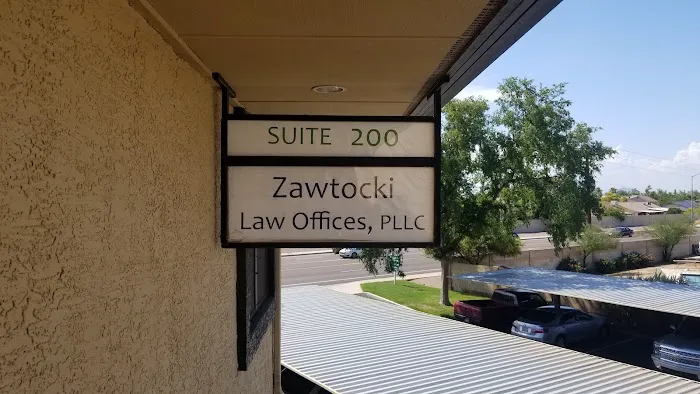 SUITE 200
Zawtocki
Law Offices, PLLC